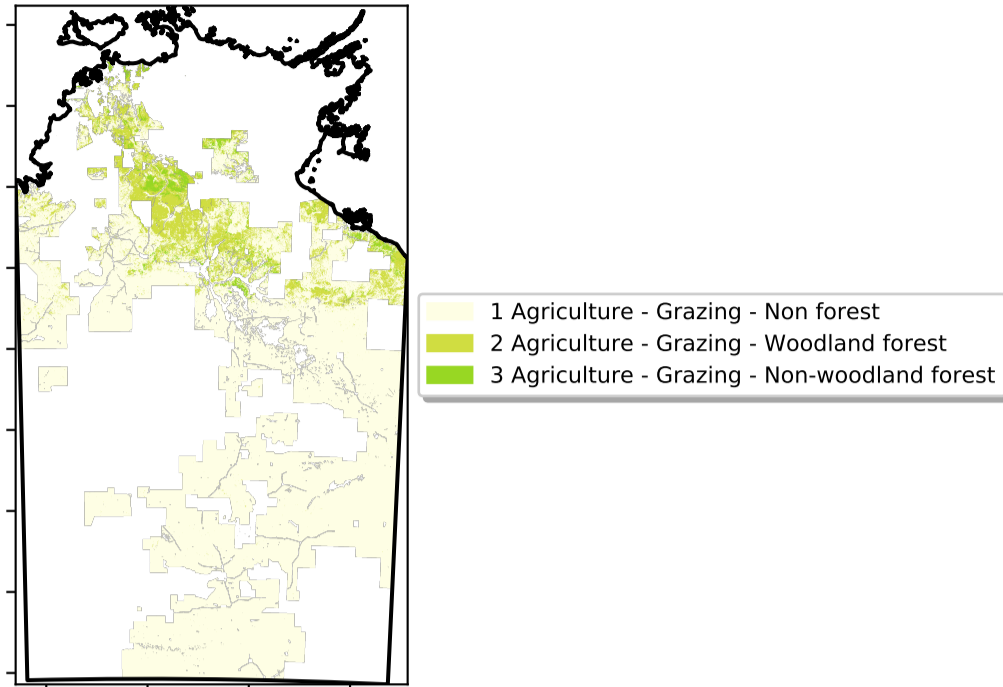 1 Agriculture - Grazing - Non forest
2 Agriculture - Grazing - Woodland forest
3 Agriculture - Grazing - Non-woodland forest